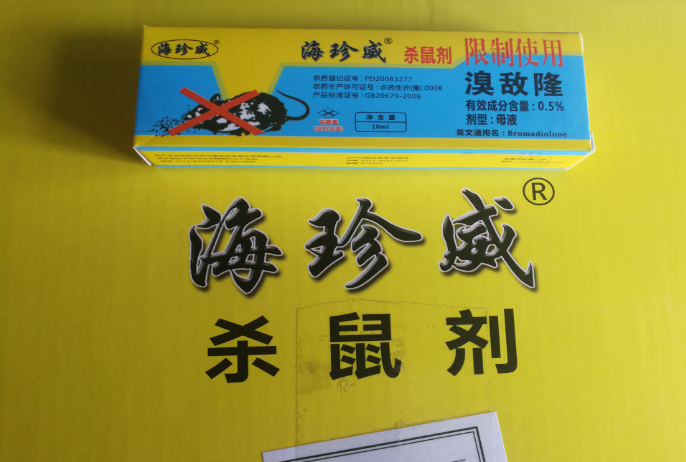 海珍威®
海珍威® 杀鼠剂 限制使用
农药登记证号：PD20083277
农药生产许可证号：农药生许(豫)0008
产品标准证号：GB20679-2006
净含量
10ml
溴敌隆
有效成分含量：0.5%
剂型：母液
英文通用名：Bromadiolone
海珍威®
杀鼠剂